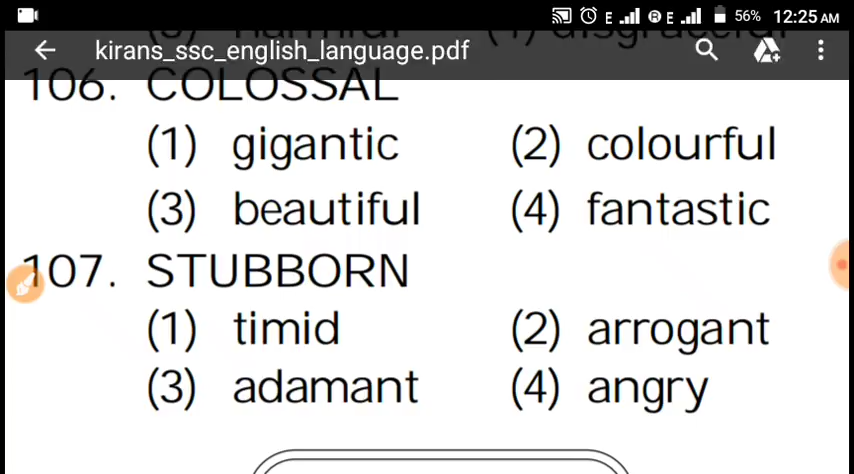 56% 12:25 AM
kirans_ssc_english_language.pdf
106. COLOSSAL
(1) gigantic (2) colourful
(3) beautiful (4) fantastic
107. STUBBORN
(1) timid (2) arrogant
(3) adamant (4) angry